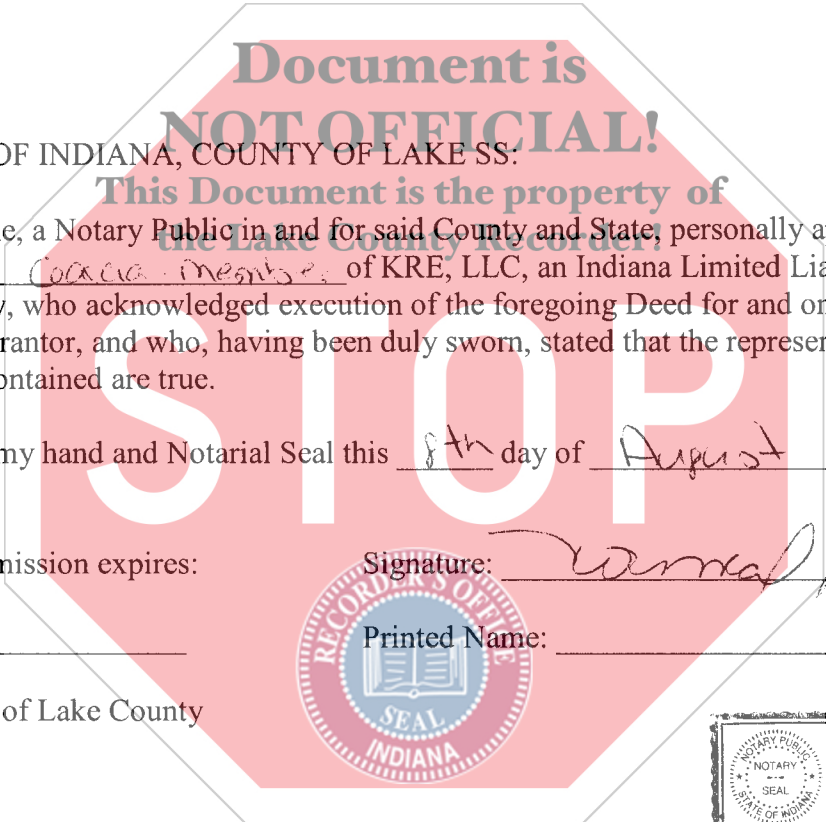 Document is
NOT OFFICIAL!
OF INDIANA, COUNTY OF LAKE SS:
This Document is the property of
e, a Notary Public in and for said County and State, personally a
the Lake County Recorder!
of KRE, LLC, an Indiana Limited Lia
y, who acknowledged execution of the foregoing Deed for and on
rantor, and who, having been duly sworn, stated that the represen
ontained are true.
STOP
my hand and Notarial Seal this 8th day of August
mission expires: Signature:
Printed Name:
of Lake County
RECORDER'S OFFICE
SEAL
INDIANA
NOTARY PUBLIC
NOTARY
SEAL
STATE OF INDIANA